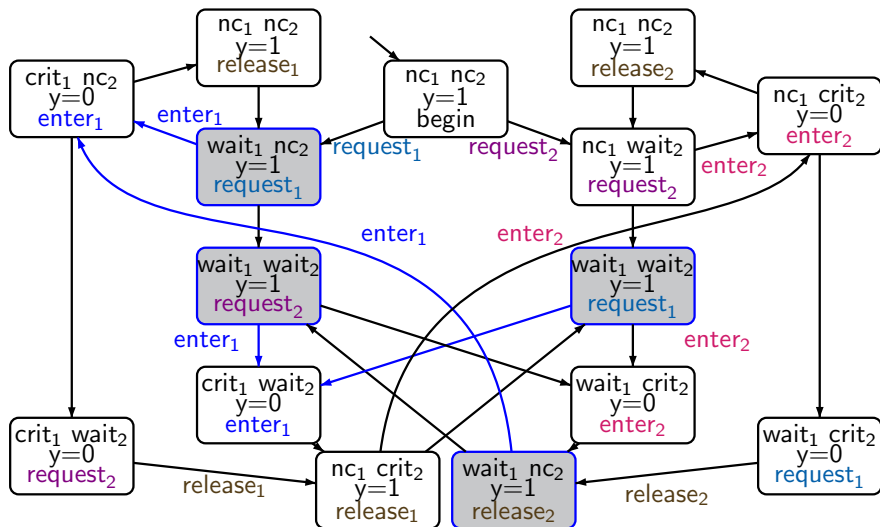 nc₁ nc₂
y=1
release₁
nc₁ nc₂
y=1
begin
nc₁ nc₂
y=1
release₂
crit₁ nc₂
y=0
enter₁
nc₁ crit₂
y=0
enter₂
enter₁
wait₁ nc₂
y=1
request₁
request₁
request₂
nc₁ wait₂
y=1
request₂
enter₂
enter₁
enter₂
wait₁ wait₂
y=1
request₂
wait₁ wait₂
y=1
request₁
enter₁
enter₂
crit₁ wait₂
y=0
enter₁
wait₁ crit₂
y=0
enter₂
crit₁ wait₂
y=0
request₂
wait₁ crit₂
y=0
request₁
release₁
nc₁ crit₂
y=1
release₁
wait₁ nc₂
y=1
release₂
release₂